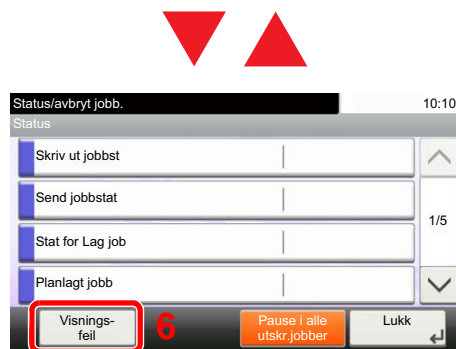 Status/avbryt jobb.
10:10
Status
Skriv ut jobbst
Send jobbstat
1/5
Stat for Lag job
Planlagt jobb
Visnings-
feil
6
Pause i alle
utskr.jobber
Lukk